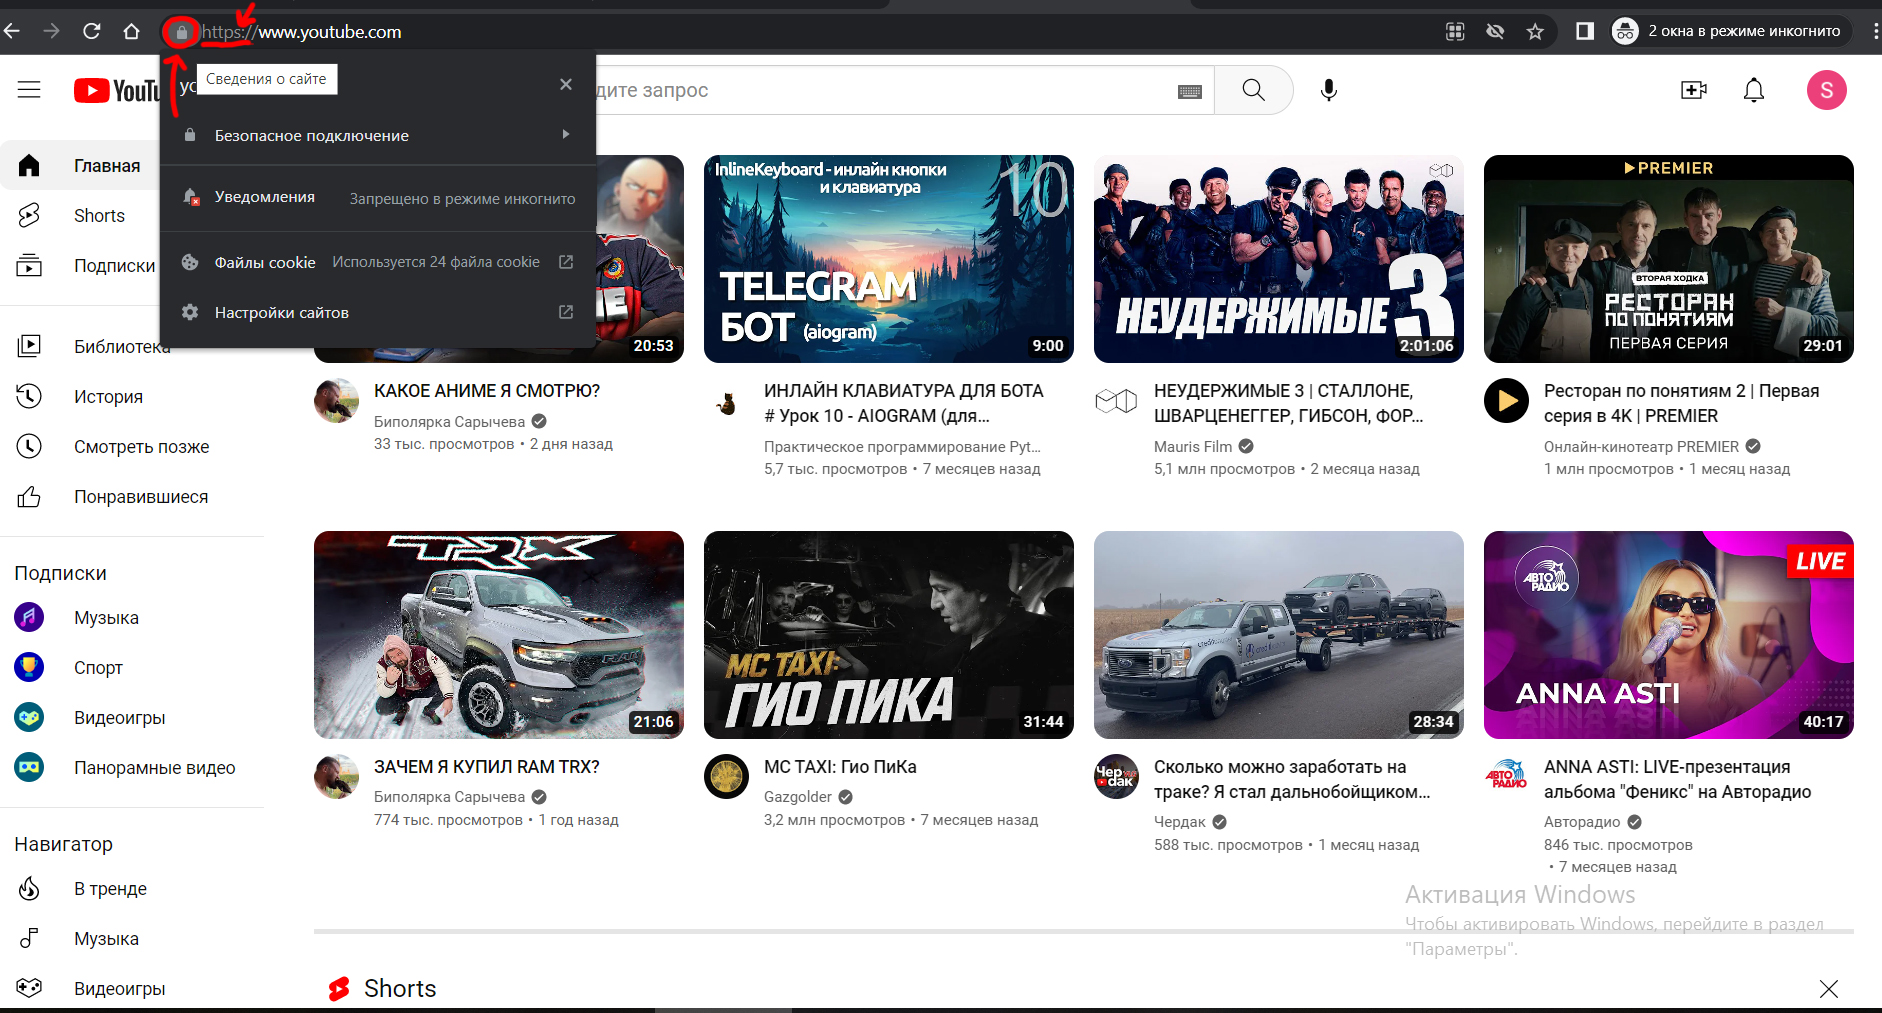 https://www.youtube.com
2 окна в режиме инкогнито
Сведения о сайте
Безопасное подключение
Уведомления
Запрещено в режиме инкогнито
Файлы cookie
Используется 24 файла cookie
Настройки сайтов
YouTu
дите запрос
S
Главная
Shorts
Подписки
Библиотека
История
Смотреть позже
Понравившиеся
Подписки
Музыка
Спорт
Видеоигры
Панорамные видео
Навигатор
В тренде
Музыка
Видеоигры
20:53
КАКОЕ АНИМЕ Я СМОТРЮ?
Биполярка Сарычева
33 тыс. просмотров • 2 дня назад
InlineKeyboard - инлайн кнопки
и клавиатура
10
TELEGRAM
БОТ (aiogram)
9:00
ИНЛАЙН КЛАВИАТУРА ДЛЯ БОТА
# Урок 10 - AIOGRAM (для...
Практическое программирование Pyt...
5,7 тыс. просмотров • 7 месяцев назад
НЕУДЕРЖИМЫЕ 3
2:01:06
НЕУДЕРЖИМЫЕ 3 | СТАЛЛОНЕ,
ШВАРЦЕНЕГГЕР, ГИБСОН, ФОР...
Mauris Film
5,1 млн просмотров • 2 месяца назад
PREMIER
ВТОРАЯ ХОДКА
РЕСТОРАН
ПО ПОНЯТИЯМ
ПЕРВАЯ СЕРИЯ
29:01
Ресторан по понятиям 2 | Первая
серия в 4K | PREMIER
Онлайн-кинотеатр PREMIER
1 млн просмотров • 1 месяц назад
TRX
RAM
21:06
ЗАЧЕМ Я КУПИЛ RAM TRX?
Биполярка Сарычева
774 тыс. просмотров • 1 год назад
MC TAXI:
ГИО ПИКА
31:44
MC TAXI: Гио ПиКа
Gazgolder
3,2 млн просмотров • 7 месяцев назад
28:34
Чердак
Сколько можно заработать на
траке? Я стал дальнобойщиком...
Чердак
588 тыс. просмотров • 1 месяц назад
АВТО
РАДИО
LIVE
ANNA ASTI
40:17
АВТО
РАДИО
ANNA ASTI: LIVE-презентация
альбома "Феникс" на Авторадио
Авторадио
846 тыс. просмотров
• 7 месяцев назад
Активация Windows
Чтобы активировать Windows, перейдите в раздел
"Параметры".
Shorts